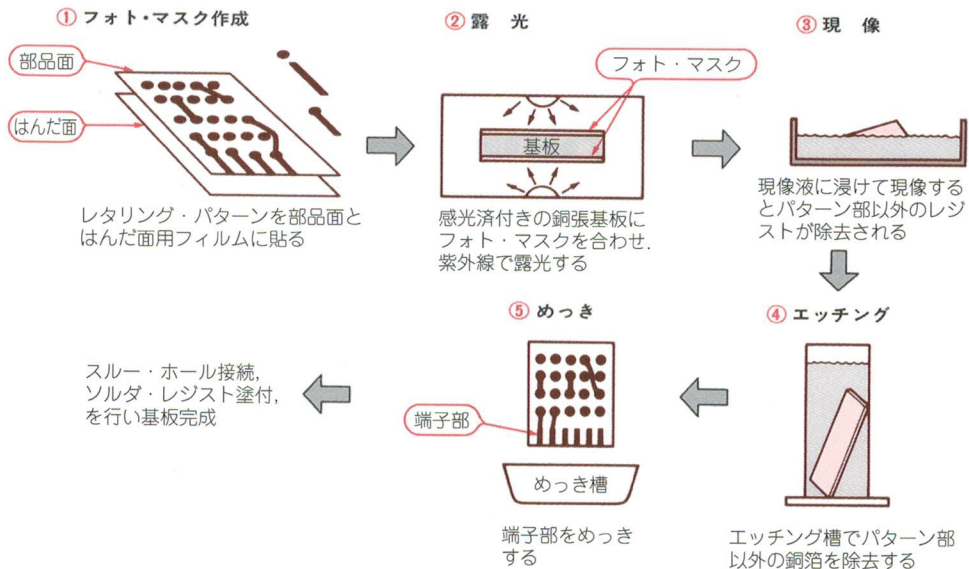 ① フォト・マスク作成
部品面
はんだ面
レタリング・パターンを部品面と
はんだ面用フィルムに貼る
② 露 光
フォト・マスク
基板
感光済付きの銅張基板に
フォト・マスクを合わせ.
紫外線で露光する
③ 現 像
現像液に浸けて現像する
とパターン部以外のレジ
ストが除去される
④ エッチング
エッチング槽でパターン部
以外の銅箔を除去する
⑤ めっき
端子部
めっき槽
端子部をめっき
する
スルー・ホール接続,
ソルダ・レジスト塗付,
を行い基板完成